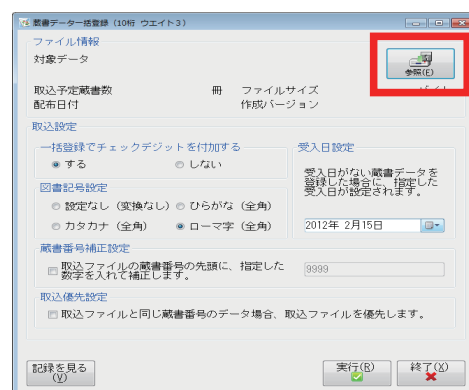 蔵書データ一括登録（10桁 ウエイト3）
ファイル情報
対象データ
参照(E)
取込予定蔵書数 冊 ファイルサイズ
配布日付 作成バージョン
取込設定
一括登録でチェックデジットを付加する
する しない
図書記号設定
設定なし（変換なし） ひらがな（全角）
カタカナ（全角） ローマ字（全角）
受入日設定
受入日がない蔵書データを
登録した場合に、指定した
受入日が設定されます。
2012年 2月15日
蔵書番号補正設定
取込ファイルの蔵書番号の先頭に、指定した
数字を入れて補正します。
9999
取込優先設定
取込ファイルと同じ蔵書番号のデータ場合、取込ファイルを優先します。
記録を見る
(V)
実行(R) 終了(X)